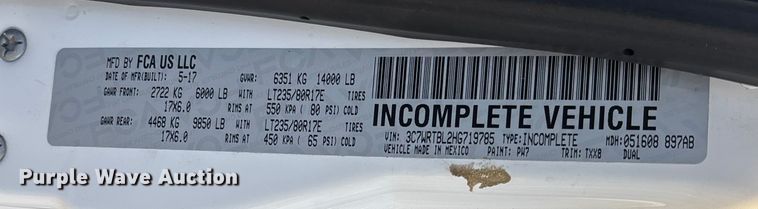 MFD BY FCA US LLC
DATE OF MFR(BUILT): 5-17 GVWR: 6351 KG 14000 LB
GAWR FRONT: 2722 KG 6000 LB WITH LT235/80R17E TIRES
17X6.0 RIMS AT 550 KPA( 80 PSI) COLD
GAWR REAR: 4468 KG 9850 LB WITH LT235/80R17E TIRES
17X6.0 RIMS AT 450 KPA ( 65 PSI) COLD
INCOMPLETE VEHICLE
VIN: 3C7WRTBL2HG719785 TYPE: INCOMPLETE MDH: 051608 897AB
VEHICLE MADE IN MEXICO PAINT: PW7 TRIM: TXX8 DUAL
Purple Wave Auction